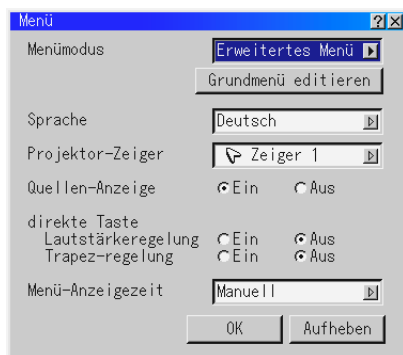 Menü
Menümodus Erweitertes Menü
Grundmenü editieren
Sprache Deutsch
Projektor-Zeiger Zeiger 1
Quellen-Anzeige Ein Aus
direkte Taste
Lautstärkeregelung Ein Aus
Trapez-regelung Ein Aus
Menü-Anzeigezeit Manuell
OK Aufheben